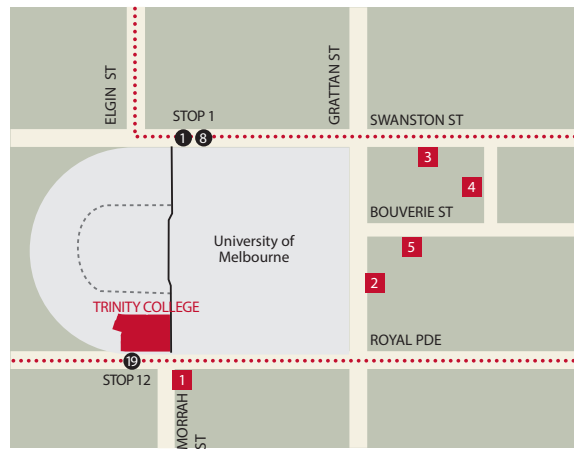 ELGIN ST
GRATTAN ST
STOP 1
SWANSTON ST
1 8
3
4
BOUVERIE ST
University of
Melbourne
5
2
TRINITY COLLEGE
ROYAL PDE
19
STOP 12
1
MORRAH
ST